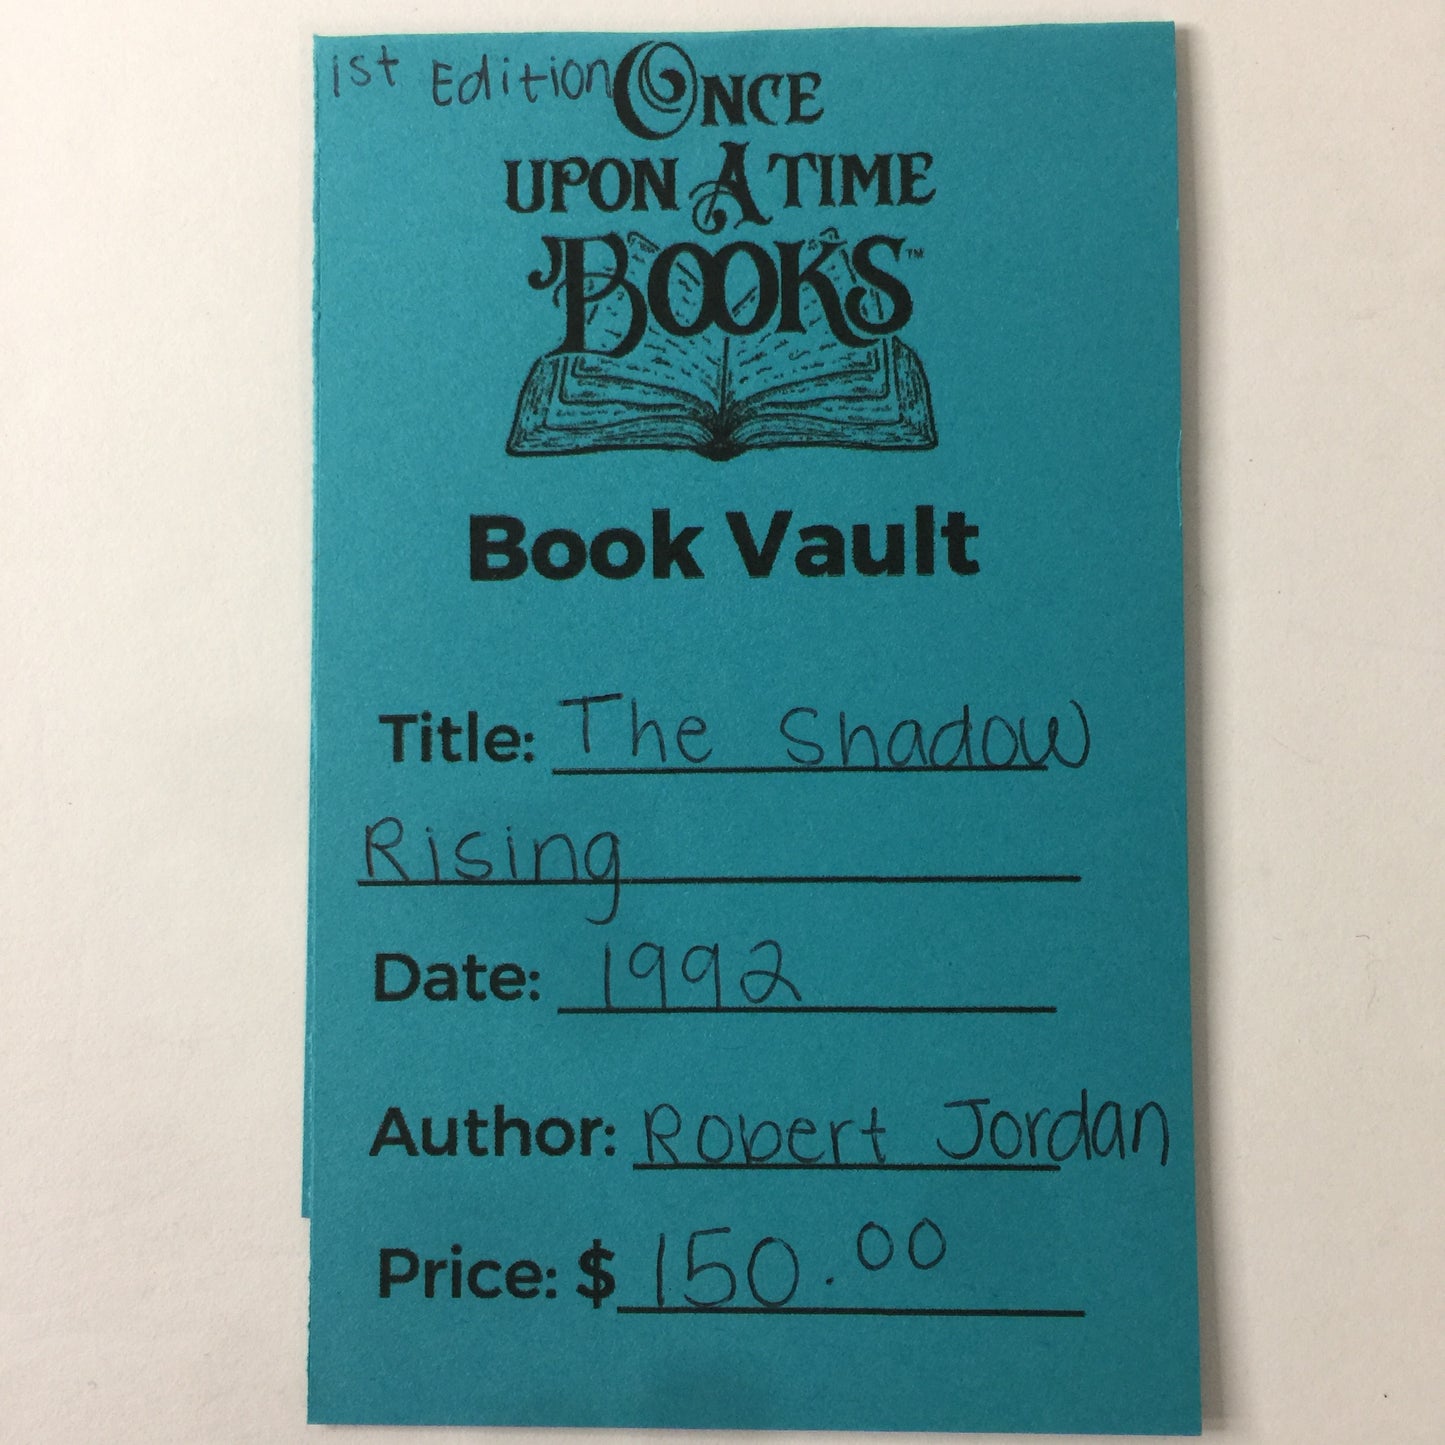 1st Edition
ONCE
UPON A TIME
BOOKS™
Book Vault
Title: The Shadow
Rising
Date: 1992
Author: Robert Jordan
Price: $150.00